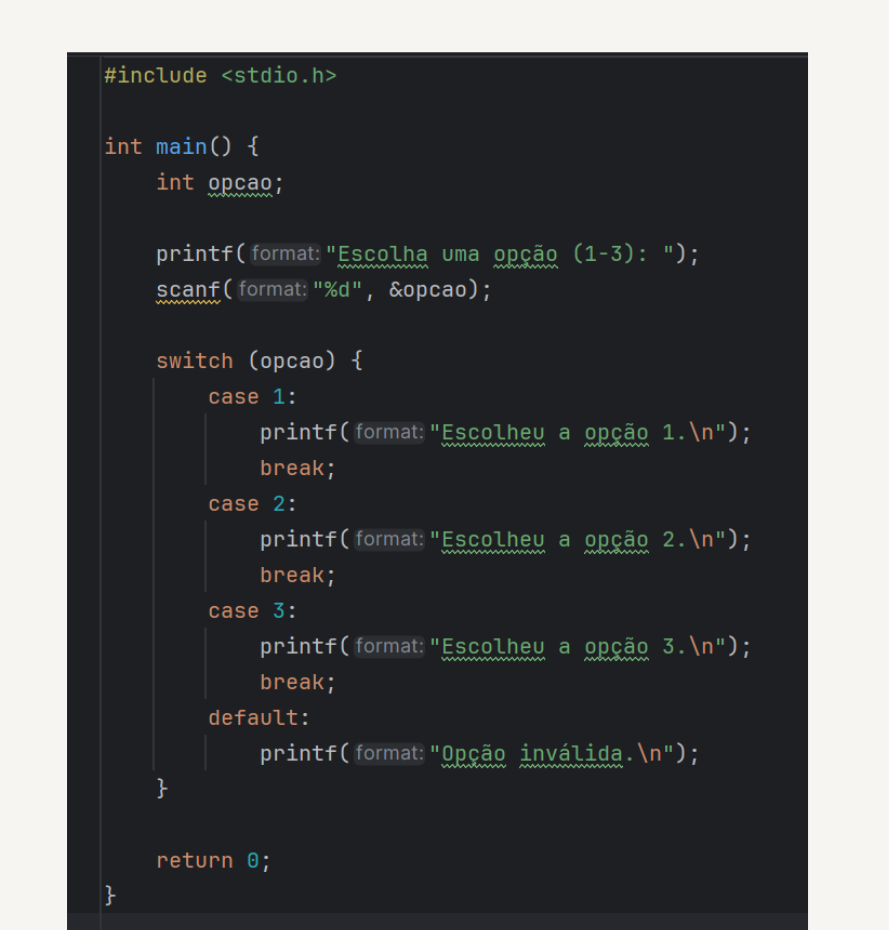 #include <stdio.h>
int main() {
int opcao;
printf( format: "Escolha uma opção (1-3): ");
scanf( format: "%d", &opcao);
switch (opcao) {
case 1:
printf( format: "Escolheu a opção 1.\n");
break;
case 2:
printf( format: "Escolheu a opção 2.\n");
break;
case 3:
printf( format: "Escolheu a opção 3.\n");
break;
default:
printf( format: "Opção inválida.\n");
}
return 0;
}